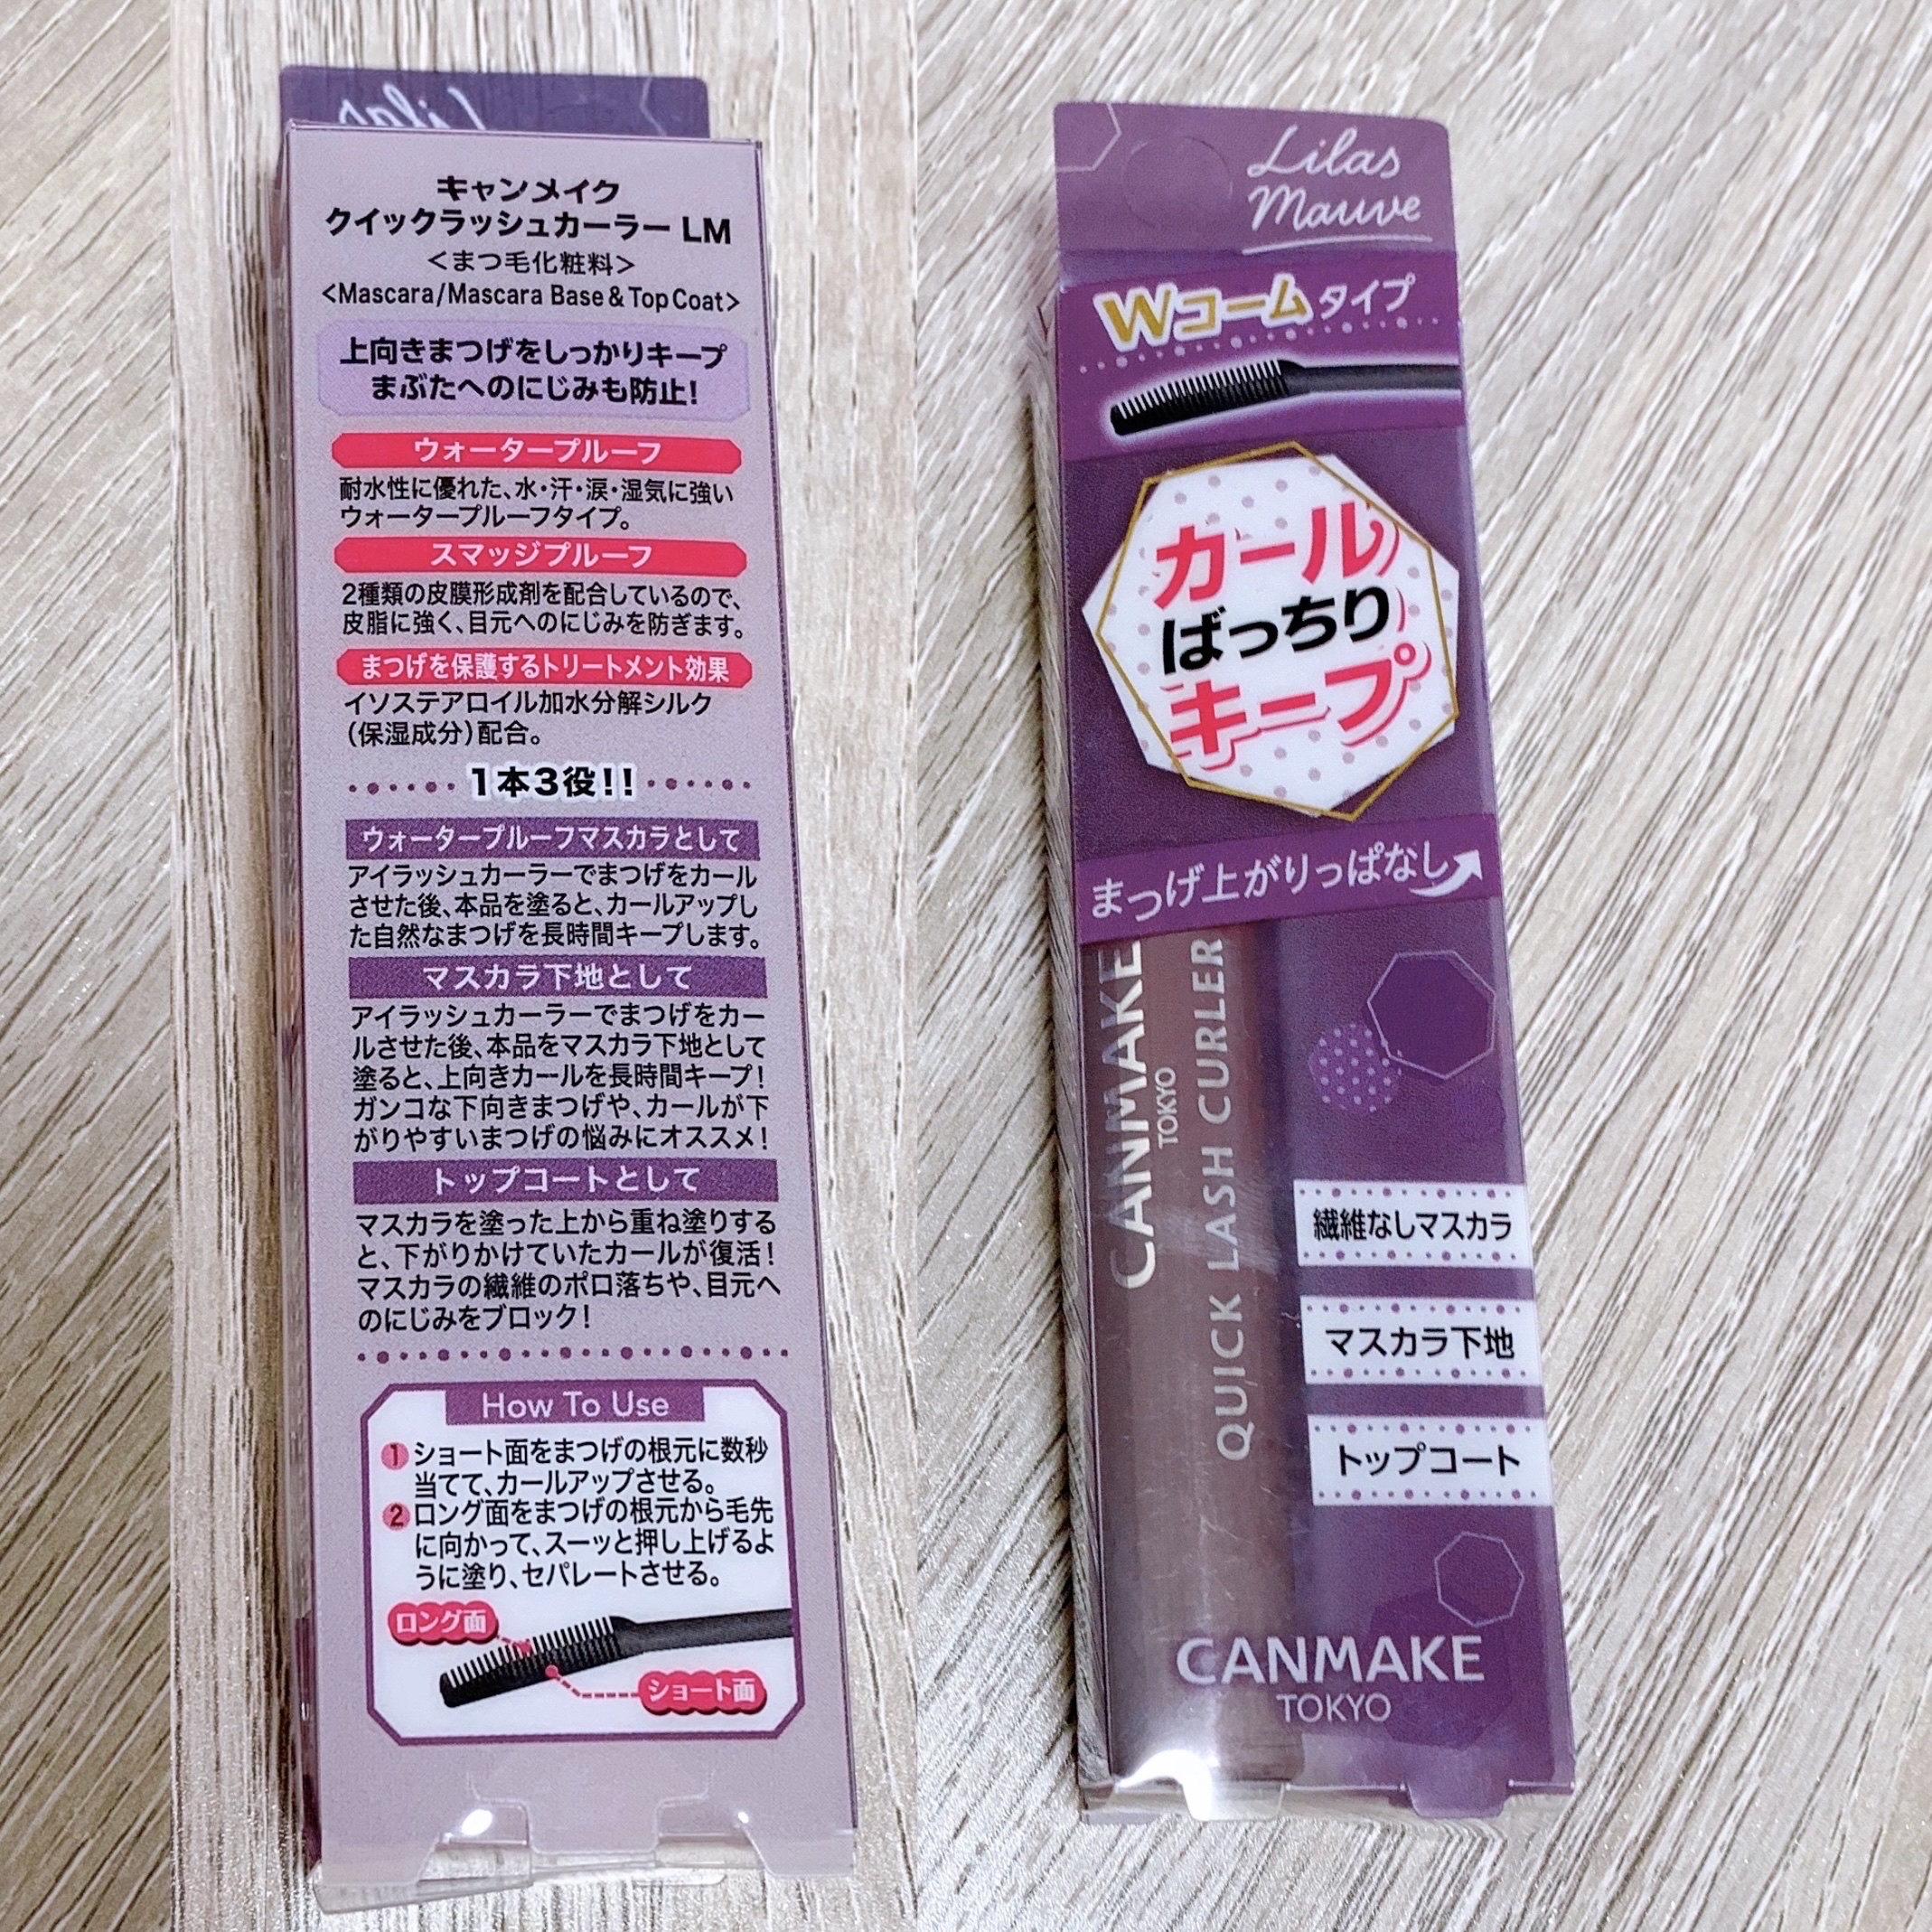 Lilas
キャンメイク
クイックラッシュカーラー LM
<まつ毛化粧料>
<Mascara/Mascara Base & Top Coat>
上向きまつげをしっかりキープ
まぶたへのにじみも防止!
ウォータープルーフ
耐水性に優れた、水・汗・涙・湿気に強い
ウォータープルーフタイプ。
スマッジプルーフ
2種類の皮膜形成剤を配合しているので、
皮脂に強く、目元へのにじみを防ぎます。
まつげを保護するトリートメント効果
イソステアロイル加水分解シルク
(保湿成分)配合。
1本3役!!
ウォータープルーフマスカラとして
アイラッシュカーラーでまつげをカール
させた後、本品を塗ると、カールアップし
た自然なまつげを長時間キープします。
マスカラ下地として
アイラッシュカーラーでまつげをカー
ルさせた後、本品をマスカラ下地として
塗ると、上向きカールを長時間キープ!
ガンコな下向きまつげや、カールが下
がりやすいまつげの悩みにオススメ!
トップコートとして
マスカラを塗った上から重ね塗りする
と、下がりかけていたカールが復活!
マスカラの繊維のポロ落ちや、目元へ
のにじみをブロック!
How To Use
1 ショート面をまつげの根元に数秒
当てて、カールアップさせる。
2 ロング面をまつげの根元から毛先
に向かって、スーッと押し上げるよ
うに塗り、セパレートさせる。
ロング面
ショート面
Lilas
Mauve
Wコームタイプ
カール
ばっちり
キープ
まつげ上がりっぱなし
CANMAKE
TOKYO
QUICK LASH CURLER
繊維なしマスカラ
マスカラ下地
トップコート
CANMAKE
TOKYO